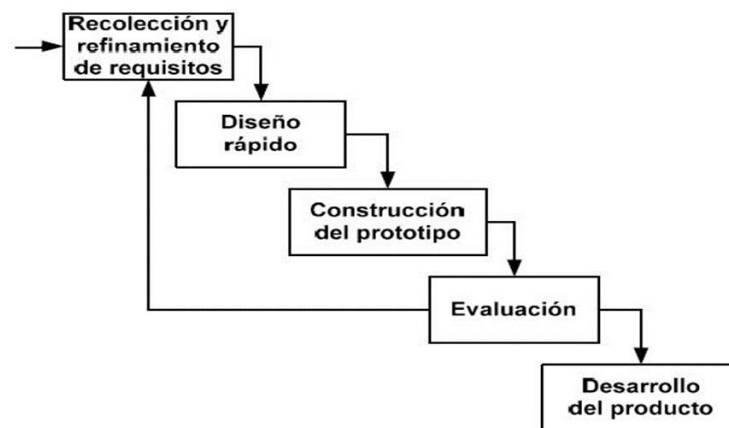 Recolección y
refinamiento
de requisitos
Diseño
rápido
Construcción
del prototipo
Evaluación
Desarrollo
del producto